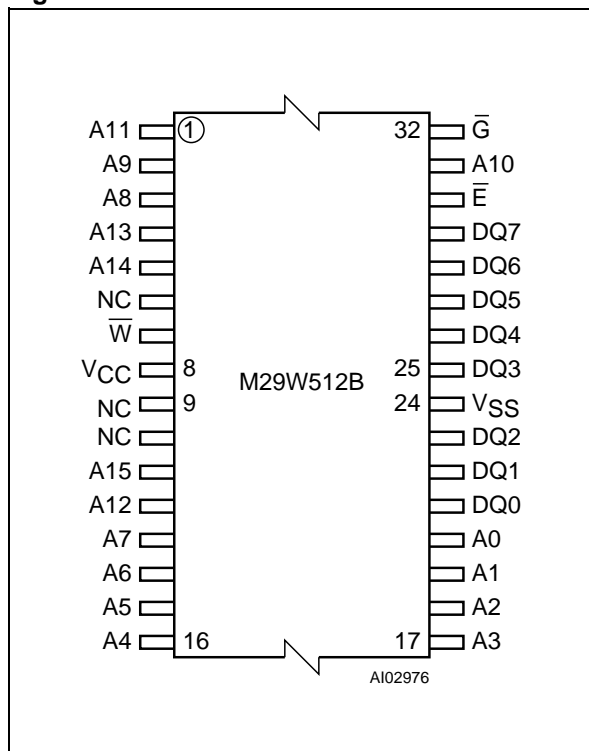 A11 ① 32 G̅
A9 A10
A8 E̅
A13 DQ7
A14 DQ6
NC DQ5
W̅ DQ4
VCC 8 25 DQ3
M29W512B
NC 9 24 VSS
NC DQ2
A15 DQ1
A12 DQ0
A7 A0
A6 A1
A5 A2
A4 16 17 A3
AI02976